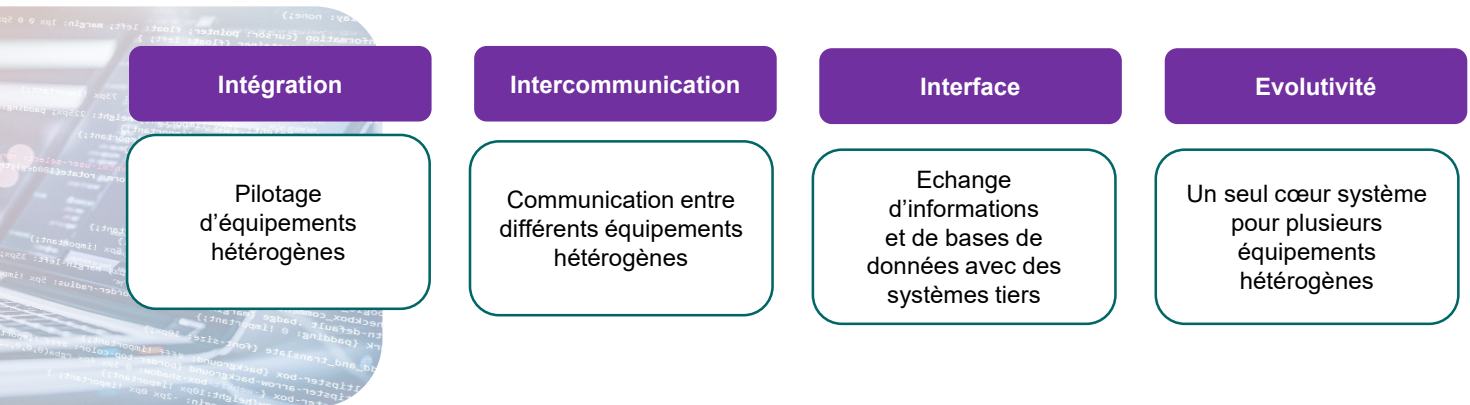 Intégration
Pilotage
d’équipements
hétérogènes
Intercommunication
Communication entre
différents équipements
hétérogènes
Interface
Echange
d’informations
et de bases de
données avec des
systèmes tiers
Evolutivité
Un seul cœur système
pour plusieurs
équipements
hétérogènes